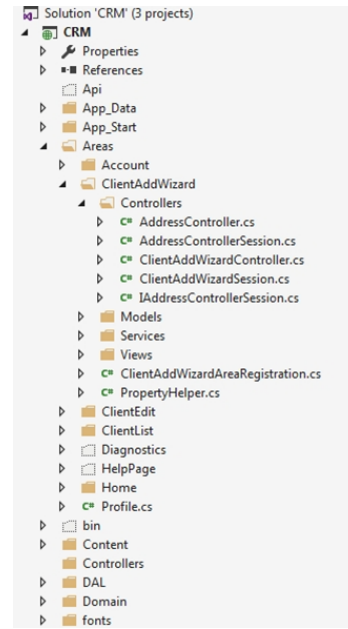 Solution 'CRM' (3 projects)
CRM
Properties
References
Api
App_Data
App_Start
Areas
Account
ClientAddWizard
Controllers
C# AddressController.cs
C# AddressControllerSession.cs
C# ClientAddWizardController.cs
C# ClientAddWizardSession.cs
C# IAddressControllerSession.cs
Models
Services
Views
C# ClientAddWizardAreaRegistration.cs
C# PropertyHelper.cs
ClientEdit
ClientList
Diagnostics
HelpPage
Home
C# Profile.cs
bin
Content
Controllers
DAL
Domain
fonts